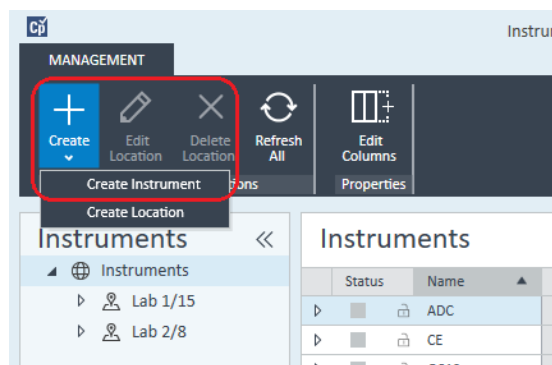 Cp
Instru
MANAGEMENT
Create Edit Location Delete Location Refresh All Edit Columns
Create Instrument
Properties
Create Location
Instruments
Instruments
Instruments
Status Name
Lab 1/15
ADC
Lab 2/8
CE